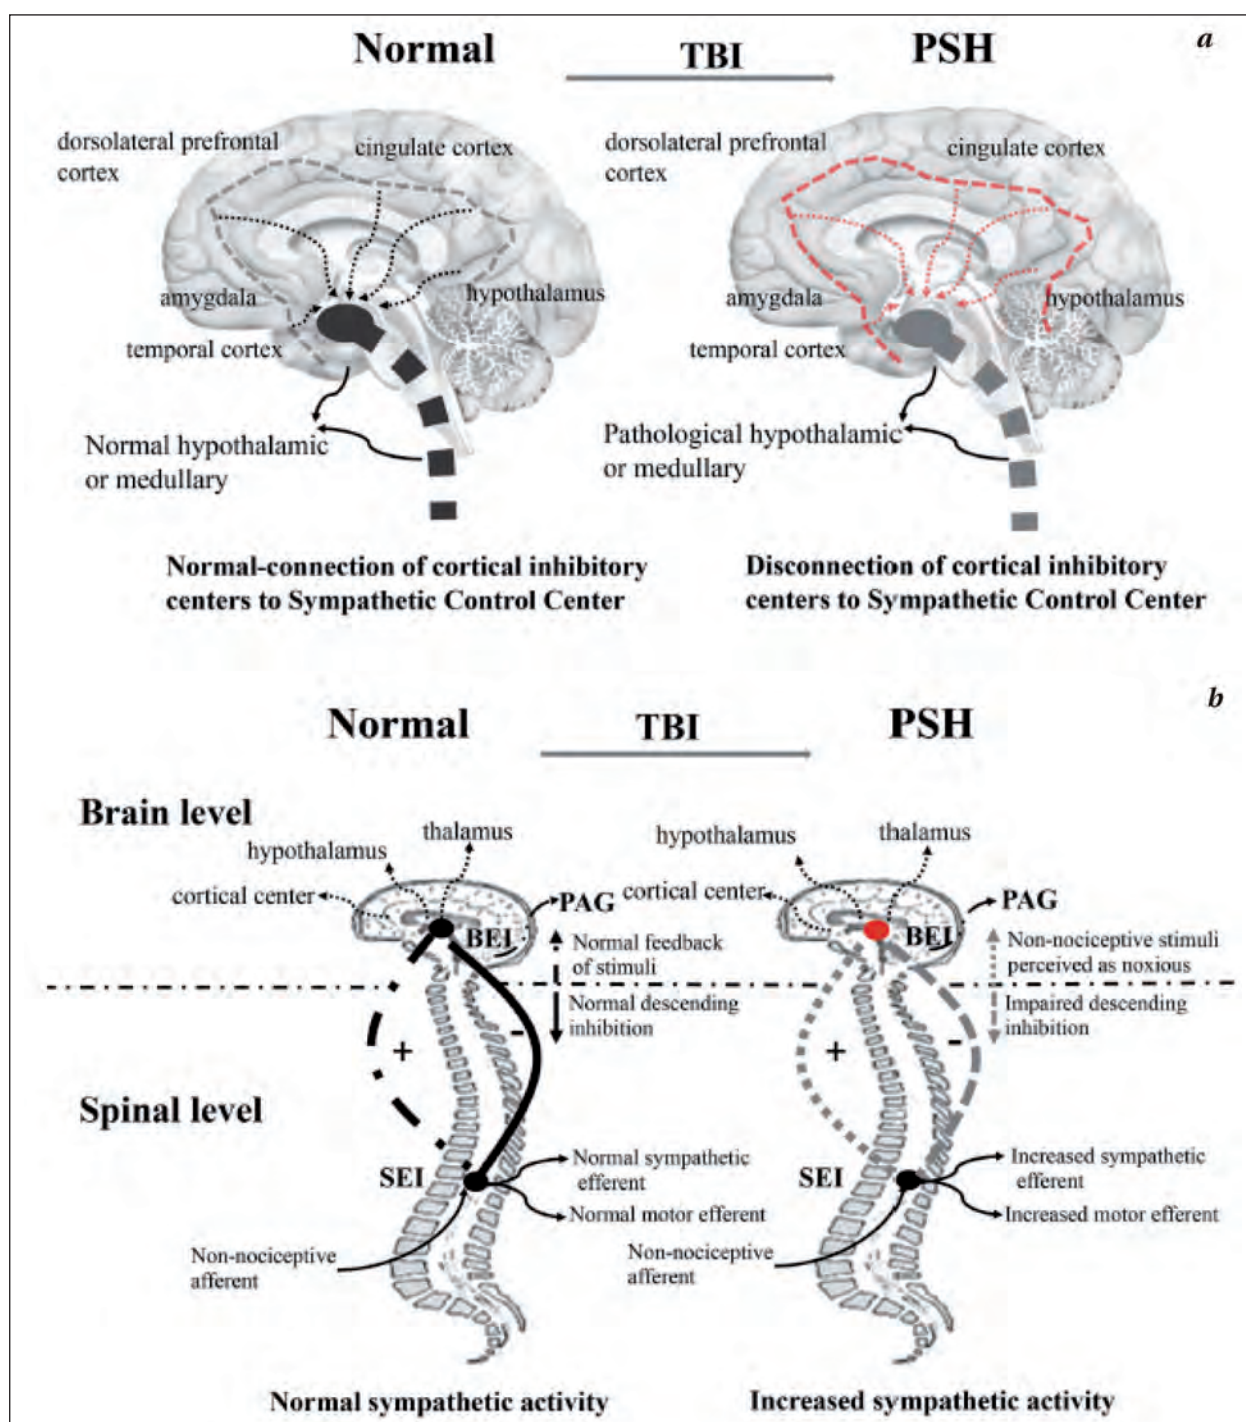 Normal
TBI
PSH
a
dorsolateral prefrontal
cortex
cingulate cortex
amygdala
hypothalamus
temporal cortex
Normal hypothalamic
or medullary
dorsolateral prefrontal
cortex
cingulate cortex
amygdala
hypothalamus
temporal cortex
Pathological hypothalamic
or medullary
Normal-connection of cortical inhibitory
centers to Sympathetic Control Center
Disconnection of cortical inhibitory
centers to Sympathetic Control Center
b
Normal
TBI
PSH
Brain level
thalamus
hypothalamus
cortical center
PAG
BEI
Normal feedback
of stimuli
Normal descending
inhibition
+
-
Spinal level
SEI
Normal sympathetic
efferent
Normal motor efferent
Non-nociceptive
afferent
hypothalamus
thalamus
cortical center
PAG
BEI
Non-nociceptive stimuli
perceived as noxious
Impaired descending
inhibition
+
-
SEI
Increased sympathetic
efferent
Increased motor efferent
Non-nociceptive
afferent
Normal sympathetic activity
Increased sympathetic activity